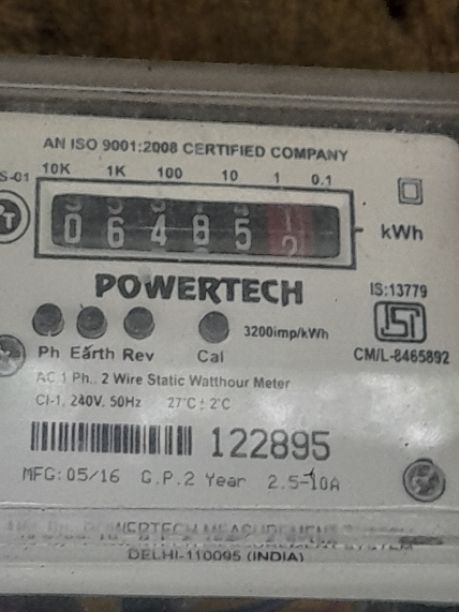 AN ISO 9001:2008 CERTIFIED COMPANY
S-01 10K 1K 100 10 1 0.1
0 6 4 8 5
kWh
POWERTECH
IS:13779
3200imp/kWh
Ph Earth Rev Cal
CM/L-8465892
AC 1 Ph., 2 Wire Static Watthour Meter
Cl-1, 240V, 50Hz 27°C ± 2°C
122895
MFG:05/16 G.P.2 Year 2.5-10A
DELHI-110095 (INDIA)